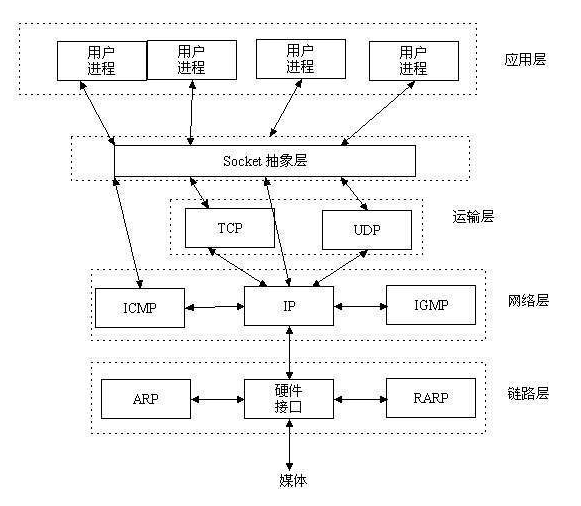 用户
进程
用户
进程
用户
进程
用户
进程
应用层
Socket 抽象层
运输层
TCP
UDP
网络层
ICMP
IP
IGMP
链路层
ARP
硬件
接口
RARP
媒体